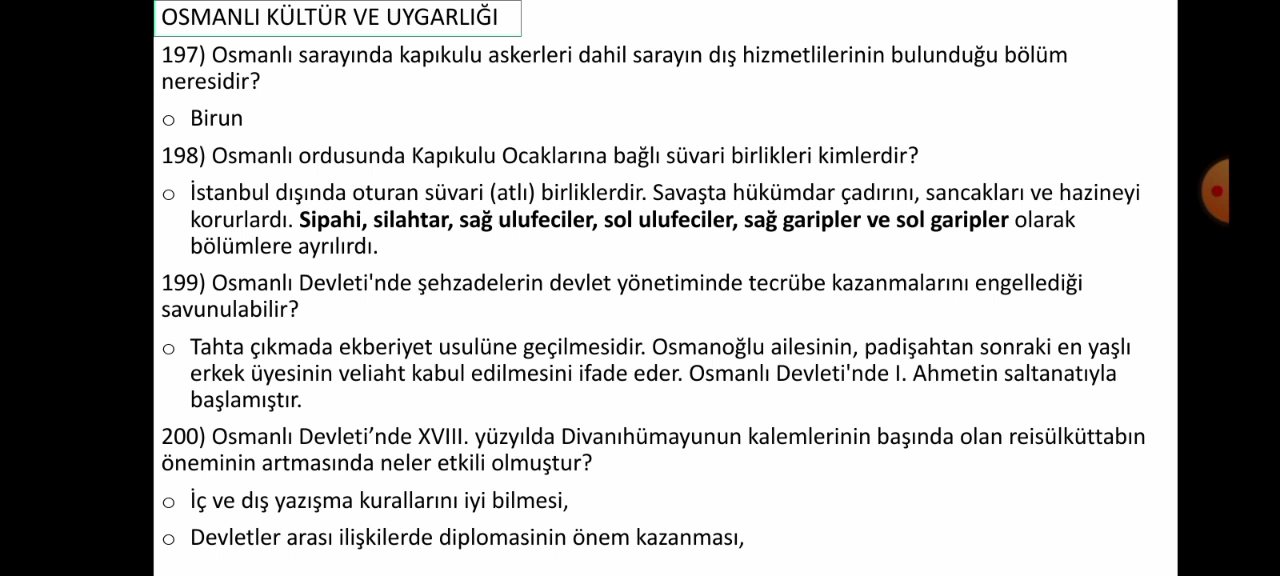 OSMANLI KÜLTÜR VE UYGARLIĞI
197) Osmanlı sarayında kapıkulu askerleri dahil sarayın dış hizmetlilerinin bulunduğu bölüm
neresidir?
o Birun
198) Osmanlı ordusunda Kapıkulu Ocaklarına bağlı süvari birlikleri kimlerdir?
o İstanbul dışında oturan süvari (atlı) birliklerdir. Savaşta hükümdar çadırını, sancakları ve hazineyi
korurlardı. Sipahi, silahtar, sağ ulufeciler, sol ulufeciler, sağ garipler ve sol garipler olarak
bölümlere ayrılırdı.
199) Osmanlı Devleti'nde şehzadelerin devlet yönetiminde tecrübe kazanmalarını engellediği
savunulabilir?
o Tahta çıkmada ekberiyet usulüne geçilmesidir. Osmanoğlu ailesinin, padişahtan sonraki en yaşlı
erkek üyesinin veliaht kabul edilmesini ifade eder. Osmanlı Devleti'nde I. Ahmetin saltanatıyla
başlamıştır.
200) Osmanlı Devleti’nde XVIII. yüzyılda Divanıhümayunun kalemlerinin başında olan reisülküttabın
öneminin artmasında neler etkili olmuştur?
o İç ve dış yazışma kurallarını iyi bilmesi,
o Devletler arası ilişkilerde diplomasinin önem kazanması,